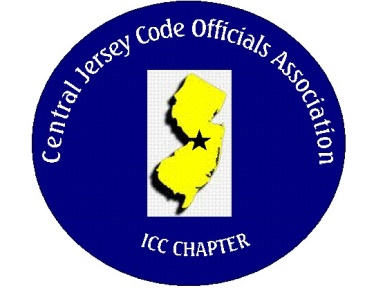 Central Jersey Code Officials Association
ICC CHAPTER